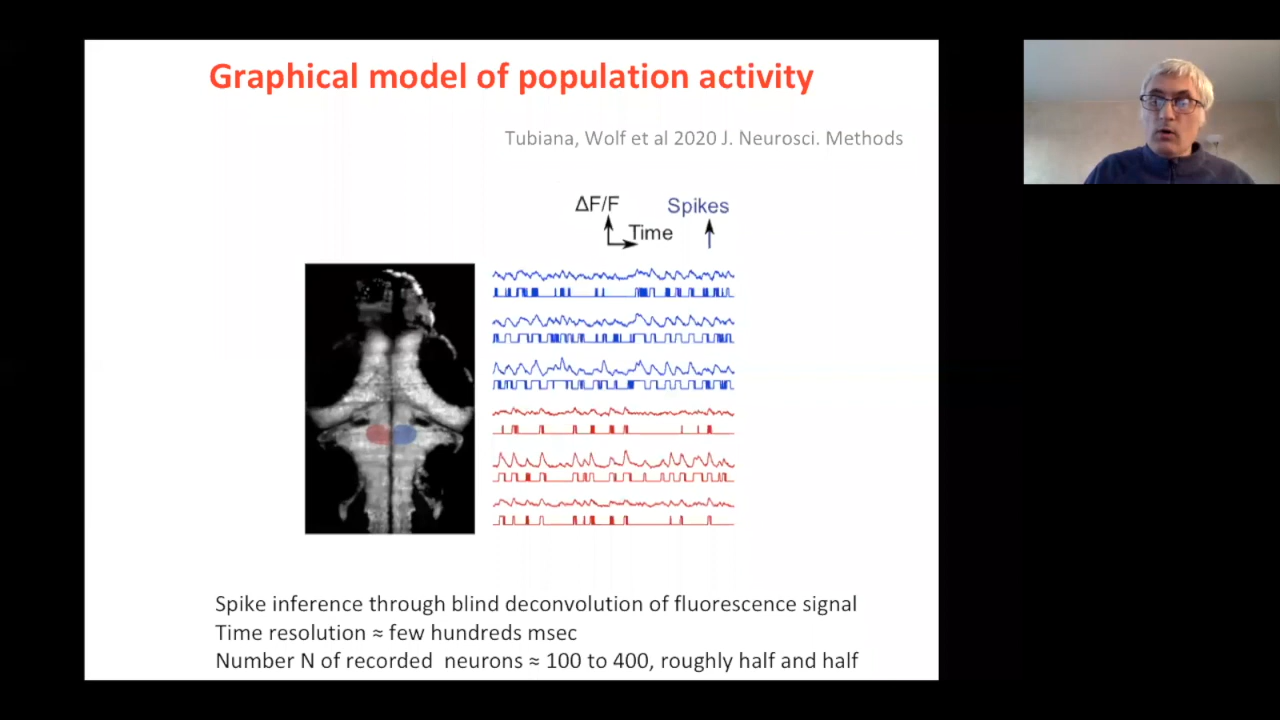 Graphical model of population activity
Tubiana, Wolf et al 2020 J. Neurosci. Methods
ΔF/F
Spikes
Time
Spike inference through blind deconvolution of fluorescence signal
Time resolution ≈ few hundreds msec
Number N of recorded neurons ≈ 100 to 400, roughly half and half